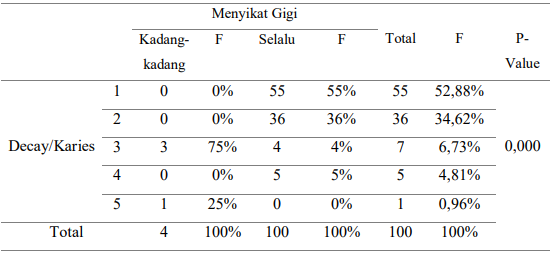 Menyikat Gigi
Kadang-kadang F Selalu F Total F P-Value
1 0 0% 55 55% 55 52,88%
2 0 0% 36 36% 36 34,62%
Decay/Karies 3 3 75% 4 4% 7 6,73% 0,000
4 0 0% 5 5% 5 4,81%
5 1 25% 0 0% 1 0,96%
Total 4 100% 100 100% 100 100%